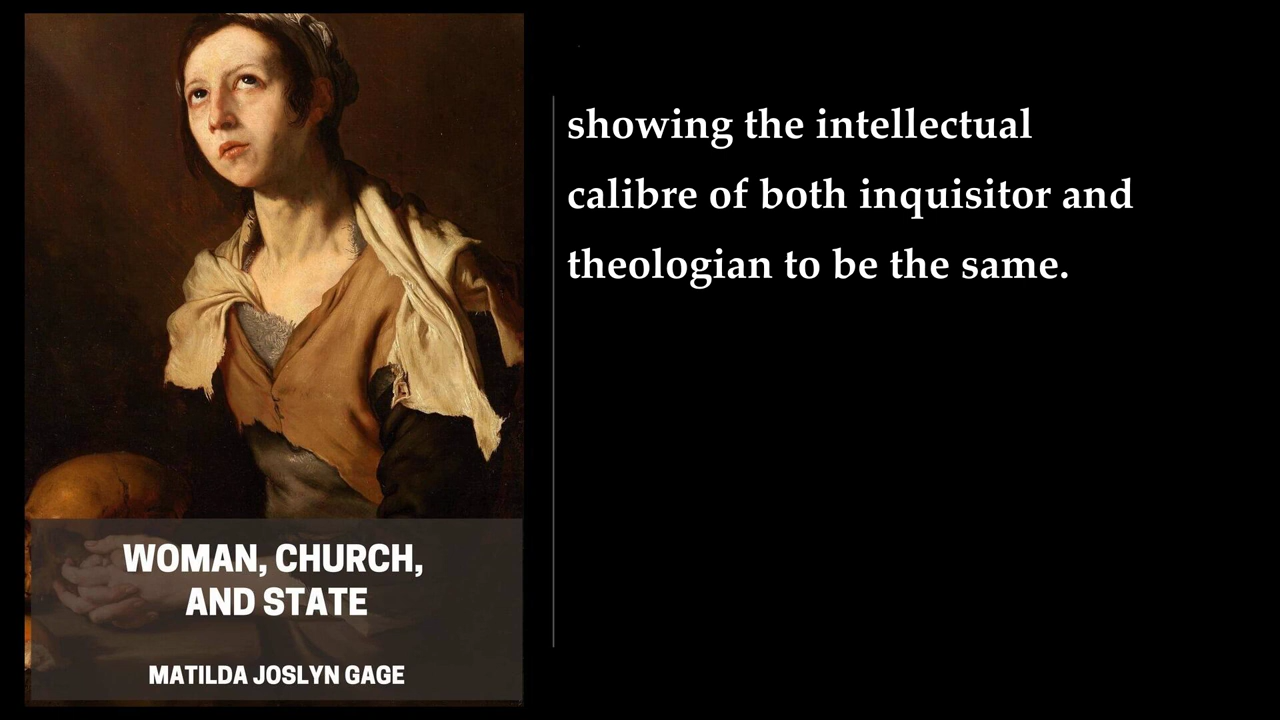 showing the intellectual
calibre of both inquisitor and
theologian to be the same.
WOMAN, CHURCH,
AND STATE
MATILDA JOSLYN GAGE